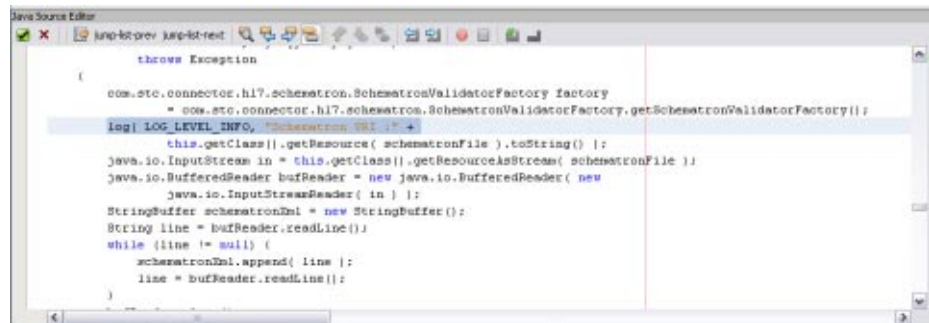 Java Source Editor
jump-list-prev jump-list-next
throws Exception
{
com.stc.connector.hl7.schematron.SchematronValidatorFactory factory
= com.stc.connector.hl7.schematron.SchematronValidatorFactory.getSchematronValidatorFactory();
log( LOG_LEVEL_INFO, "Schematron URI :" +
this.getClass().getResource( schematronFile ).toString() );
java.io.InputStream in = this.getClass().getResourceAsStream( schematronFile );
java.io.BufferedReader bufReader = new java.io.BufferedReader( new
java.io.InputStreamReader( in ) );
StringBuffer schematronXml = new StringBuffer();
String line = bufReader.readLine();
while (line != null) {
schematronXml.append( line );
line = bufReader.readLine();
}